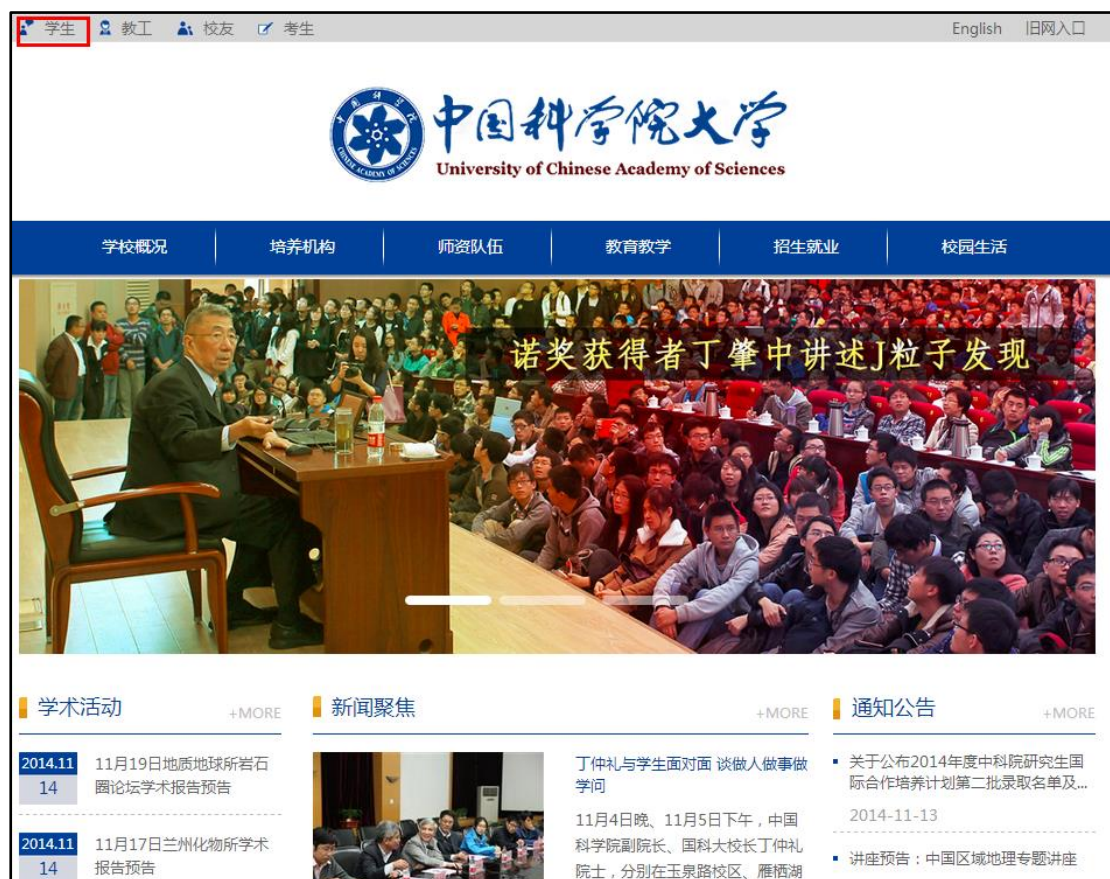 学生 教工 校友 考生 English 旧网入口
中国科学院大学
University of Chinese Academy of Sciences
学校概况 培养机构 师资队伍 教育教学 招生就业 校园生活
诺奖获得者丁肇中讲述J粒子发现
学术活动 +MORE
2014.11
14
11月19日地质地球所岩石
圈论坛学术报告预告
2014.11
14
11月17日兰州化物所学术
报告预告
新闻聚焦 +MORE
丁仲礼与学生面对面 谈做人做事做
学问
11月4日晚、11月5日下午，中国
科学院副院长、国科大校长丁仲礼
院士，分别在玉泉路校区、雁栖湖
通知公告 +MORE
关于公布2014年度中科院研究生国
际合作培养计划第二批录取名单及...
2014-11-13
讲座预告：中国区域地理专题讲座